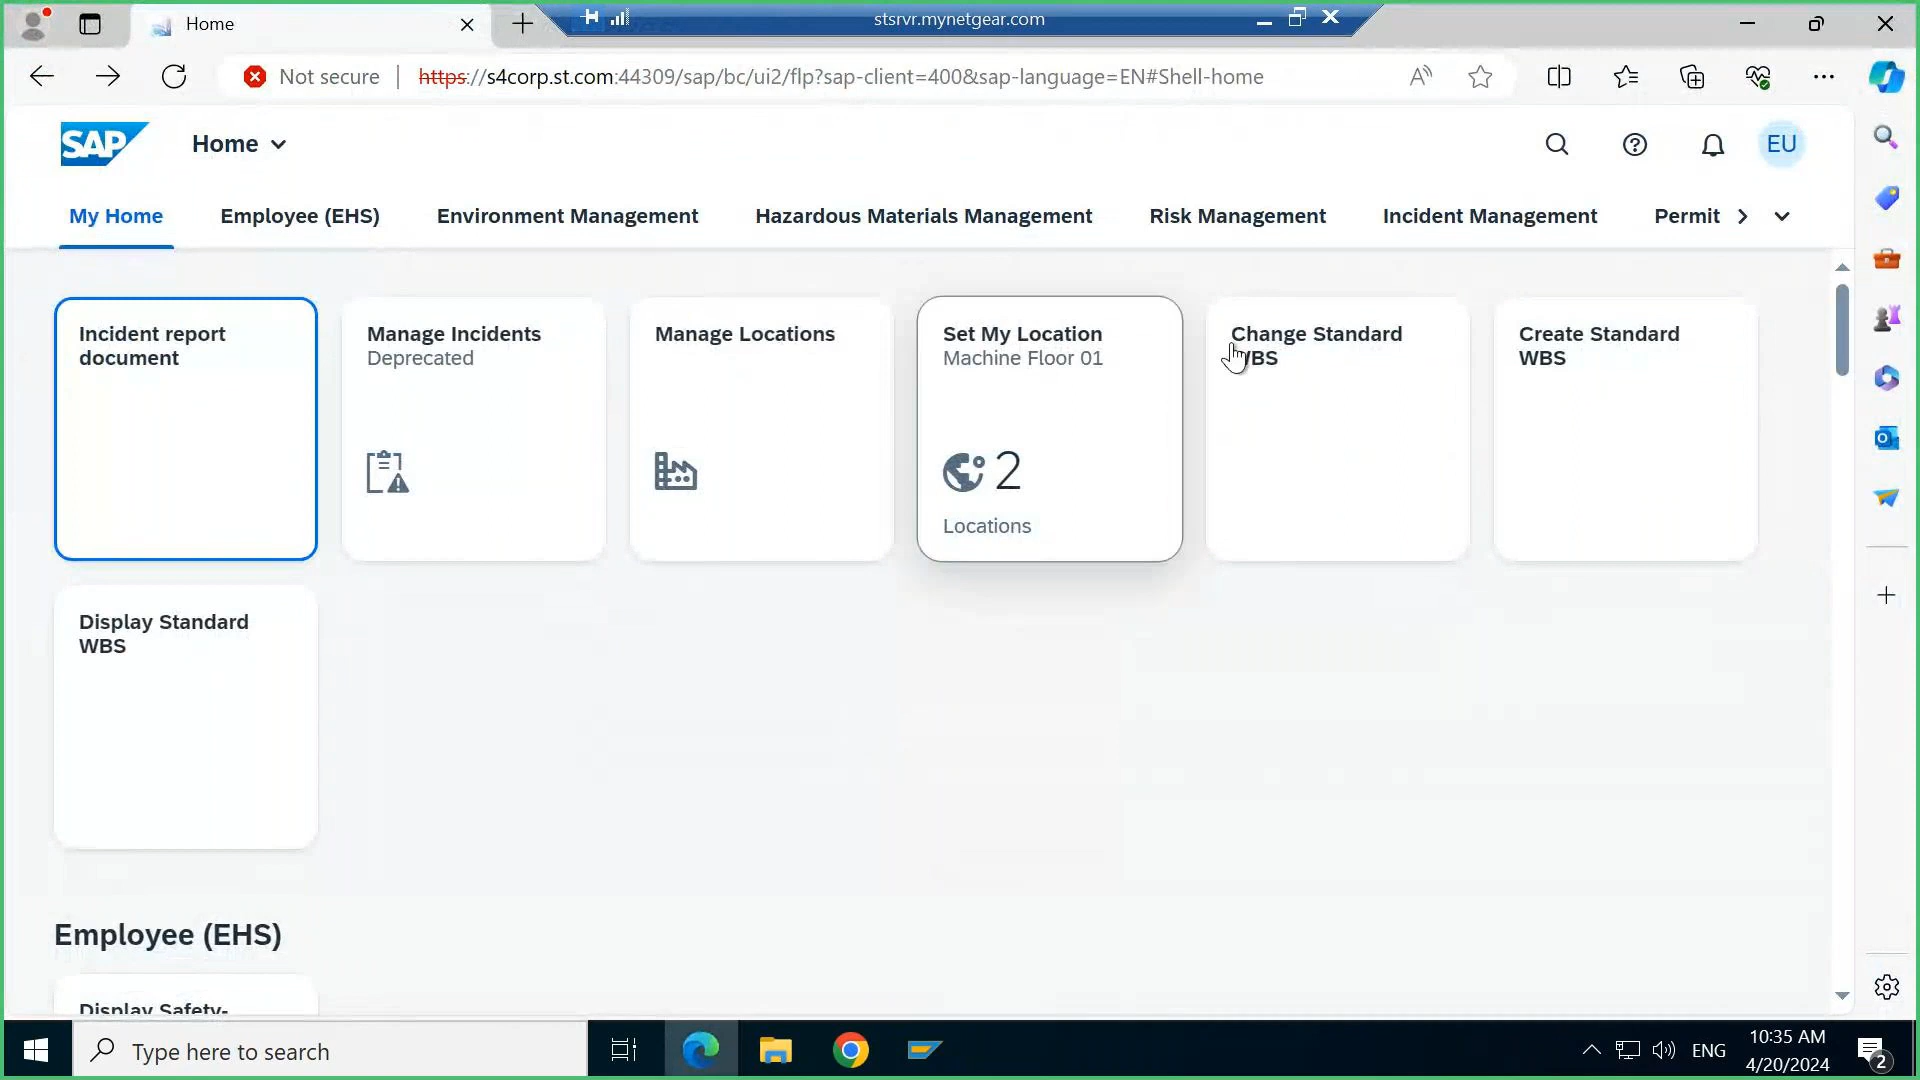 Home
stsrvr.mynetgear.com
Not secure
https://s4corp.st.com:44309/sap/bc/ui2/flp?sap-client=400&sap-language=EN#Shell-home
SAP
Home
EU
My Home
Employee (EHS)
Environment Management
Hazardous Materials Management
Risk Management
Incident Management
Permit
Incident report
document
Manage Incidents
Deprecated
Manage Locations
Set My Location
Machine Floor 01
2
Locations
Change Standard
WBS
Create Standard
WBS
Display Standard
WBS
Employee (EHS)
Display Safety-
Type here to search
ENG
10:35 AM
4/20/2024
2